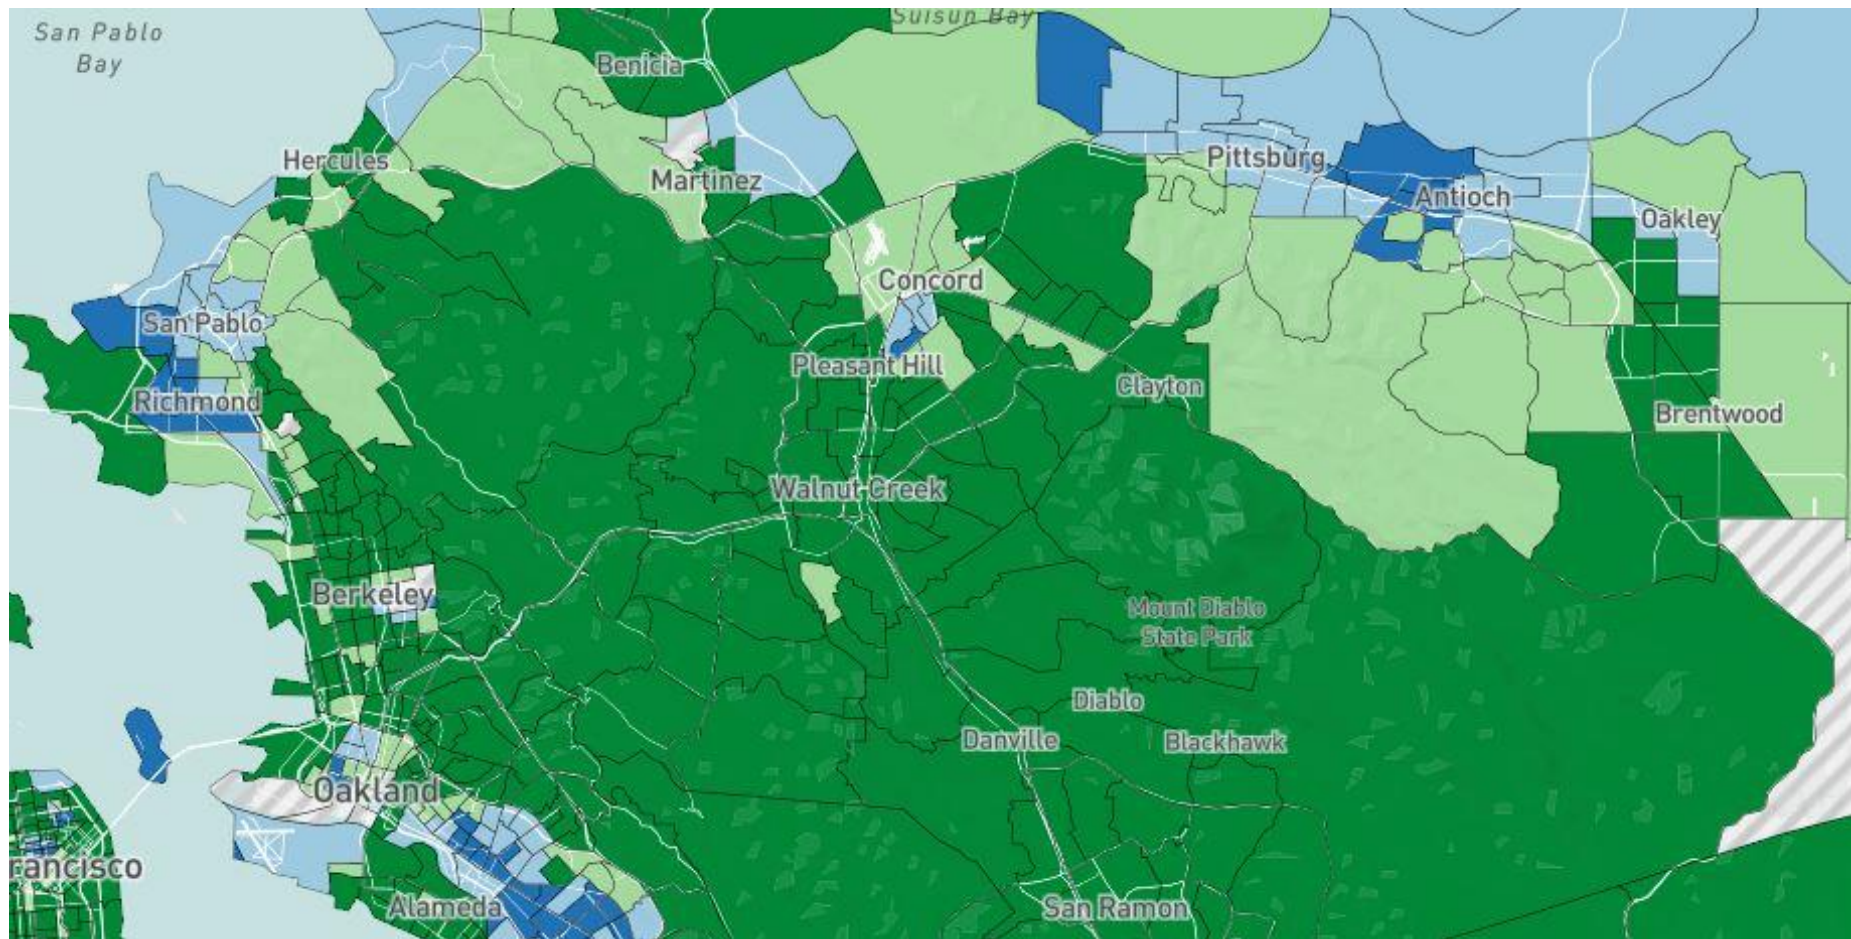 San Pablo
Bay
Suisun Bay
Benicia
Hercules
Martinez
Pittsburg
Antioch
Oakley
Concord
San Pablo
Pleasant Hill
Clayton
Richmond
Brentwood
Walnut Creek
Berkeley
Mount Diablo
State Park
Diablo
Danville
Blackhawk
Oakland
rancisco
Alameda
San Ramon